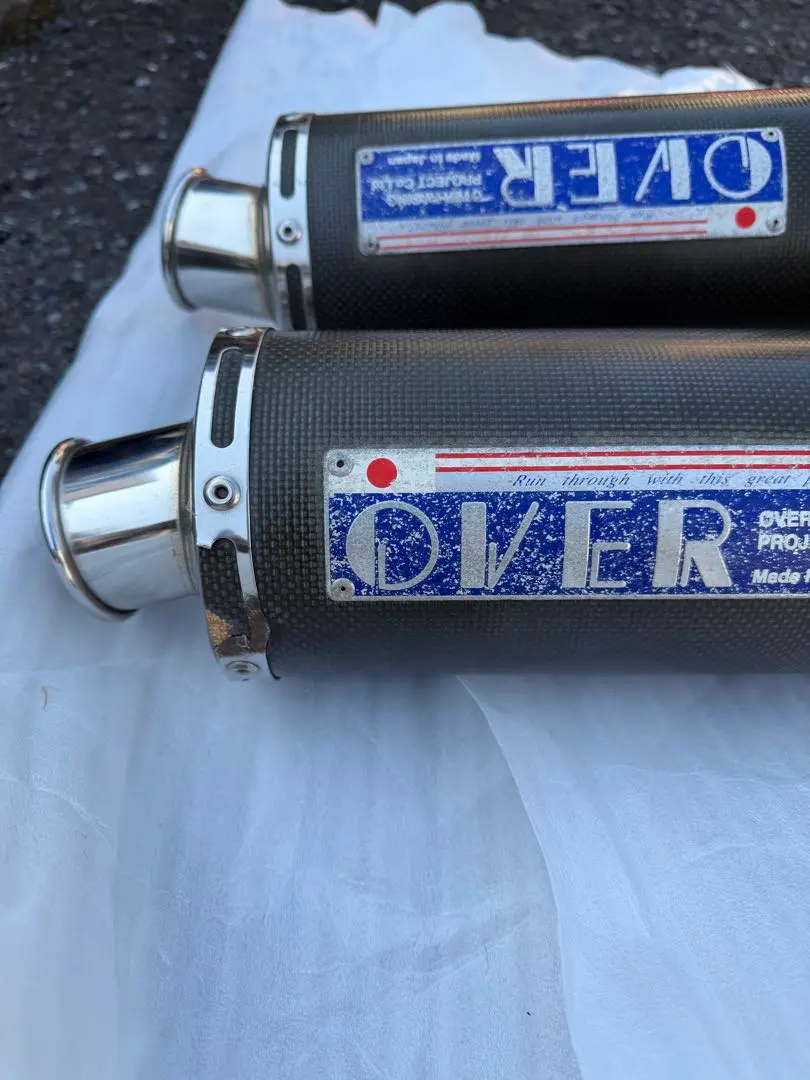 OVER
OVERracing
PROJECT Co.Ltd
Made in Japan
Run through with this great
OVER
OVER
PROJ
Made